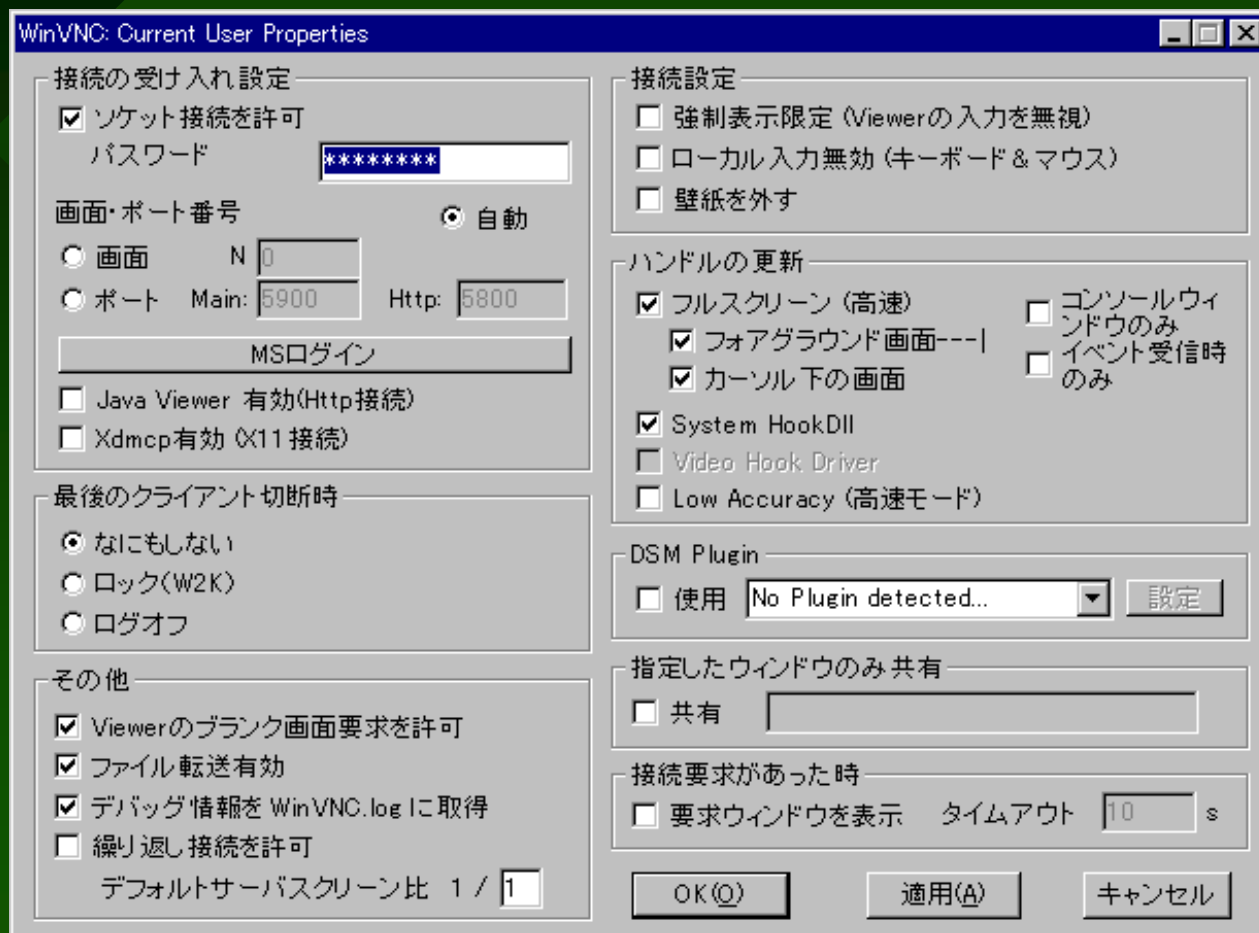 WinVNC: Current User Properties
接続の受け入れ設定
ソケット接続を許可
パスワード ********
画面・ポート番号 自動
画面 N 0
ポート Main: 5900 Http: 5800
MSログイン
Java Viewer 有効(Http接続)
Xdmcp有効 (X11接続)
最後のクライアント切断時
なにもしない
ロック(W2K)
ログオフ
その他
Viewerのブランク画面要求を許可
ファイル転送有効
デバッグ情報を WinVNC.log に取得
繰り返し接続を許可
デフォルトサーバスクリーン比 1 / 1
接続設定
強制表示限定 (Viewerの入力を無視)
ローカル入力無効 (キーボード&マウス)
壁紙を外す
ハンドルの更新
フルスクリーン (高速)
フォアグラウンド画面---|
カーソル下の画面
コンソールウィ
ンドウのみ
イベント受信時
のみ
System HookDll
Video Hook Driver
Low Accuracy (高速モード)
DSM Plugin
使用 No Plugin detected... 設定
指定したウィンドウのみ共有
共有
接続要求があった時
要求ウィンドウを表示 タイムアウト 10 s
OK(O) 適用(A) キャンセル